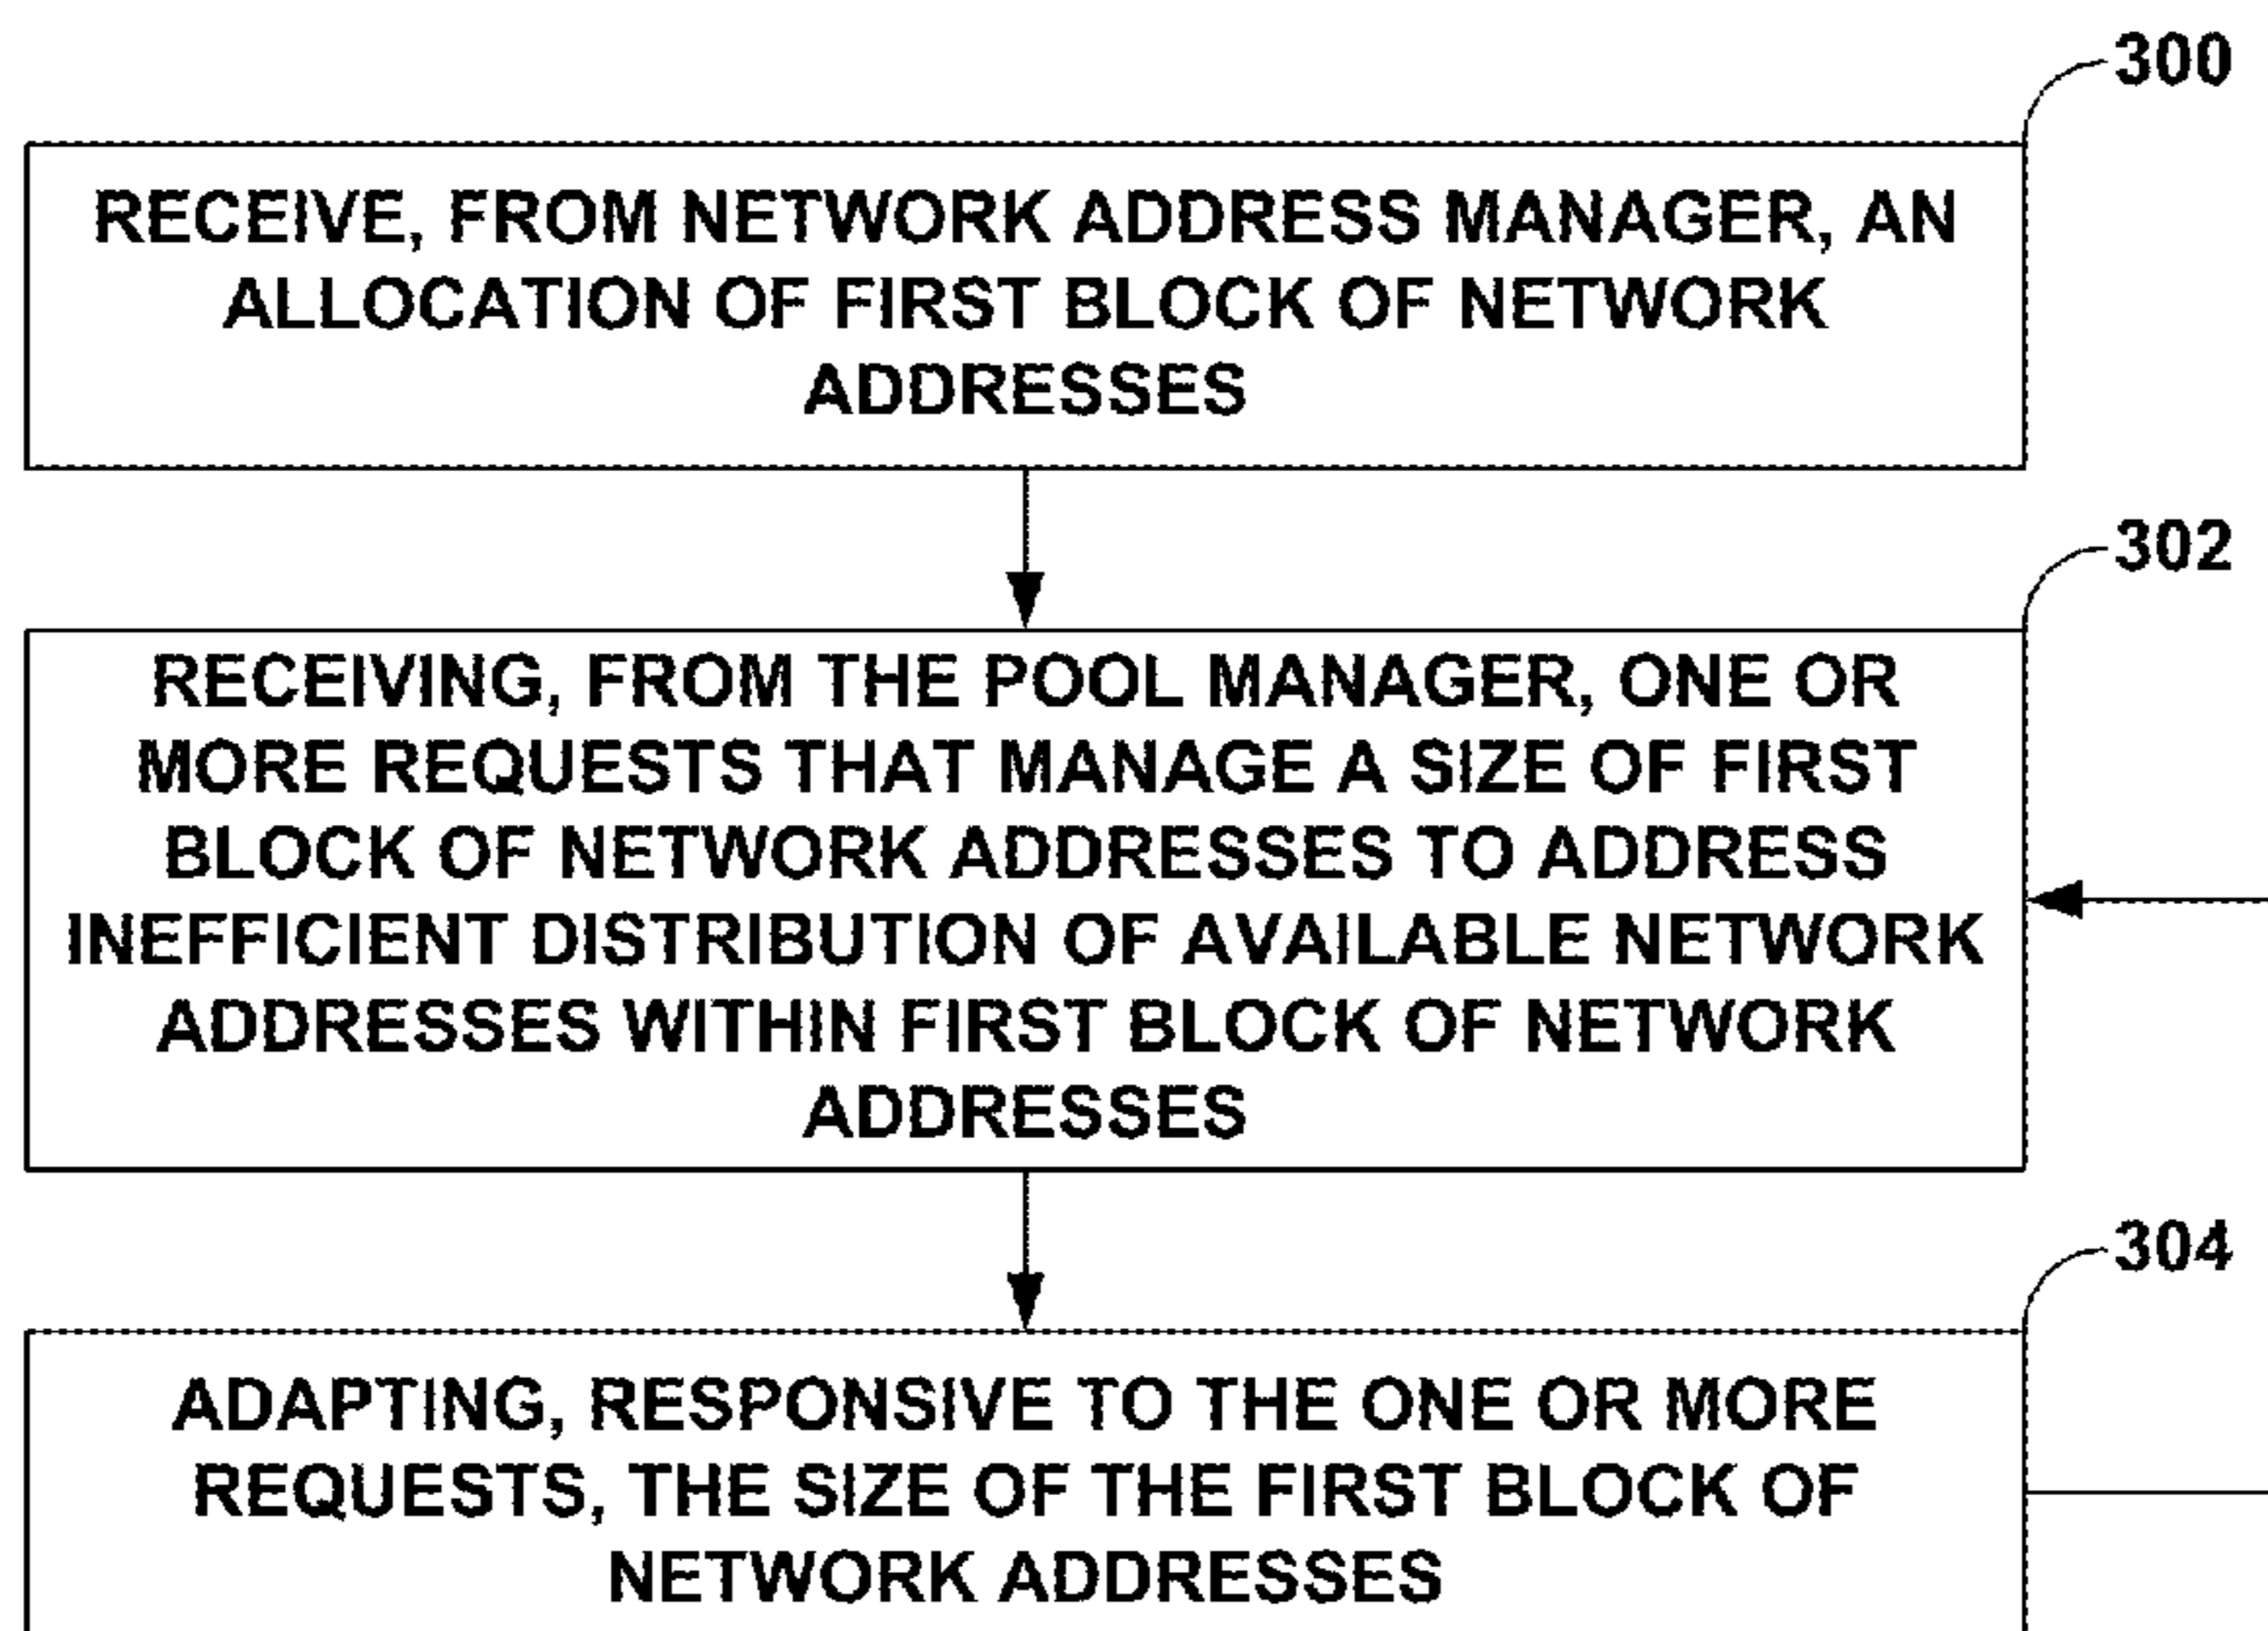 300
RECEIVE, FROM NETWORK ADDRESS MANAGER, AN
ALLOCATION OF FIRST BLOCK OF NETWORK
ADDRESSES
302
RECEIVING, FROM THE POOL MANAGER, ONE OR
MORE REQUESTS THAT MANAGE A SIZE OF FIRST
BLOCK OF NETWORK ADDRESSES TO ADDRESS
INEFFICIENT DISTRIBUTION OF AVAILABLE NETWORK
ADDRESSES WITHIN FIRST BLOCK OF NETWORK
ADDRESSES
304
ADAPTING, RESPONSIVE TO THE ONE OR MORE
REQUESTS, THE SIZE OF THE FIRST BLOCK OF
NETWORK ADDRESSES